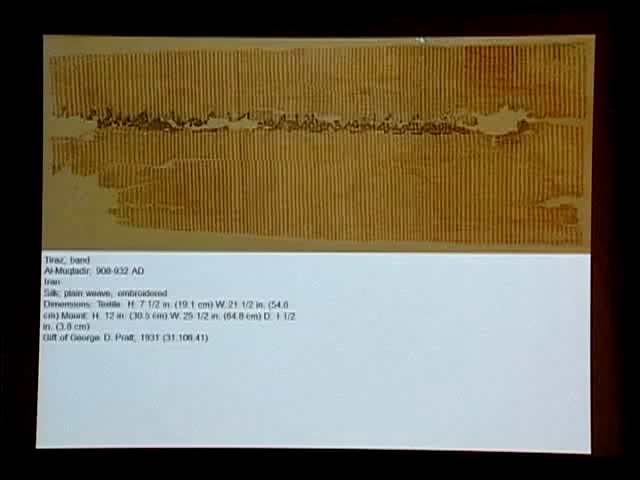 Tiraz, band
Al-Muqtadir, 908-932 AD
Iran
Silk; plain weave, embroidered
Dimensions: Textile: H. 7 1/2 in. (19.1 cm) W. 21 1/2 in. (54.6
cm) Mount: H. 12 in. (30.5 cm) W. 25 1/2 in. (64.8 cm) D. 1 1/2
in. (3.8 cm)
Gift of George D. Pratt, 1931 (31.106.41)